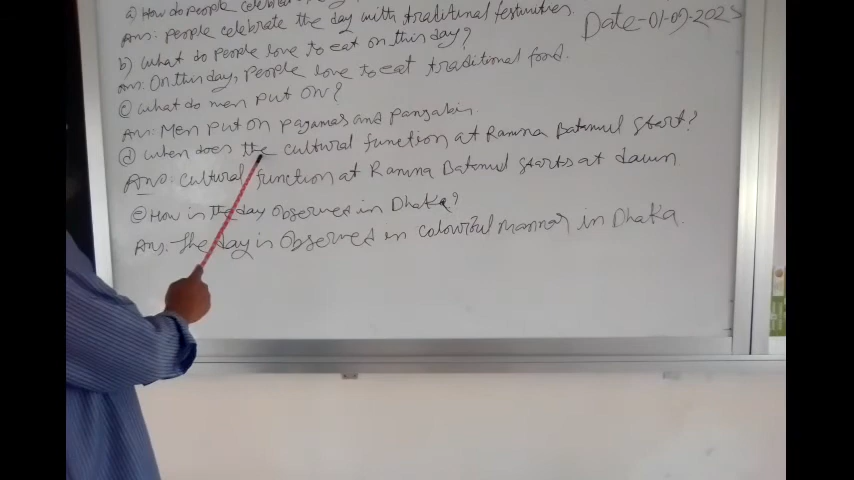 a) How do people celebrate
Ans: people celebrate the day with traditional festivities.
Date-01-09-2025
b) what do people love to eat on this day?
Ans: On this day, people love to eat traditional food.
c) what do men put on?
Ans: Men put on pajamas and panjabis.
d) when does the cultural function at Ramna Batamul start?
Ans: cultural function at Ramna Batamul starts at dawn
e) How is the day observed in Dhaka?
Ans: The day is observed in colourful manner in Dhaka.